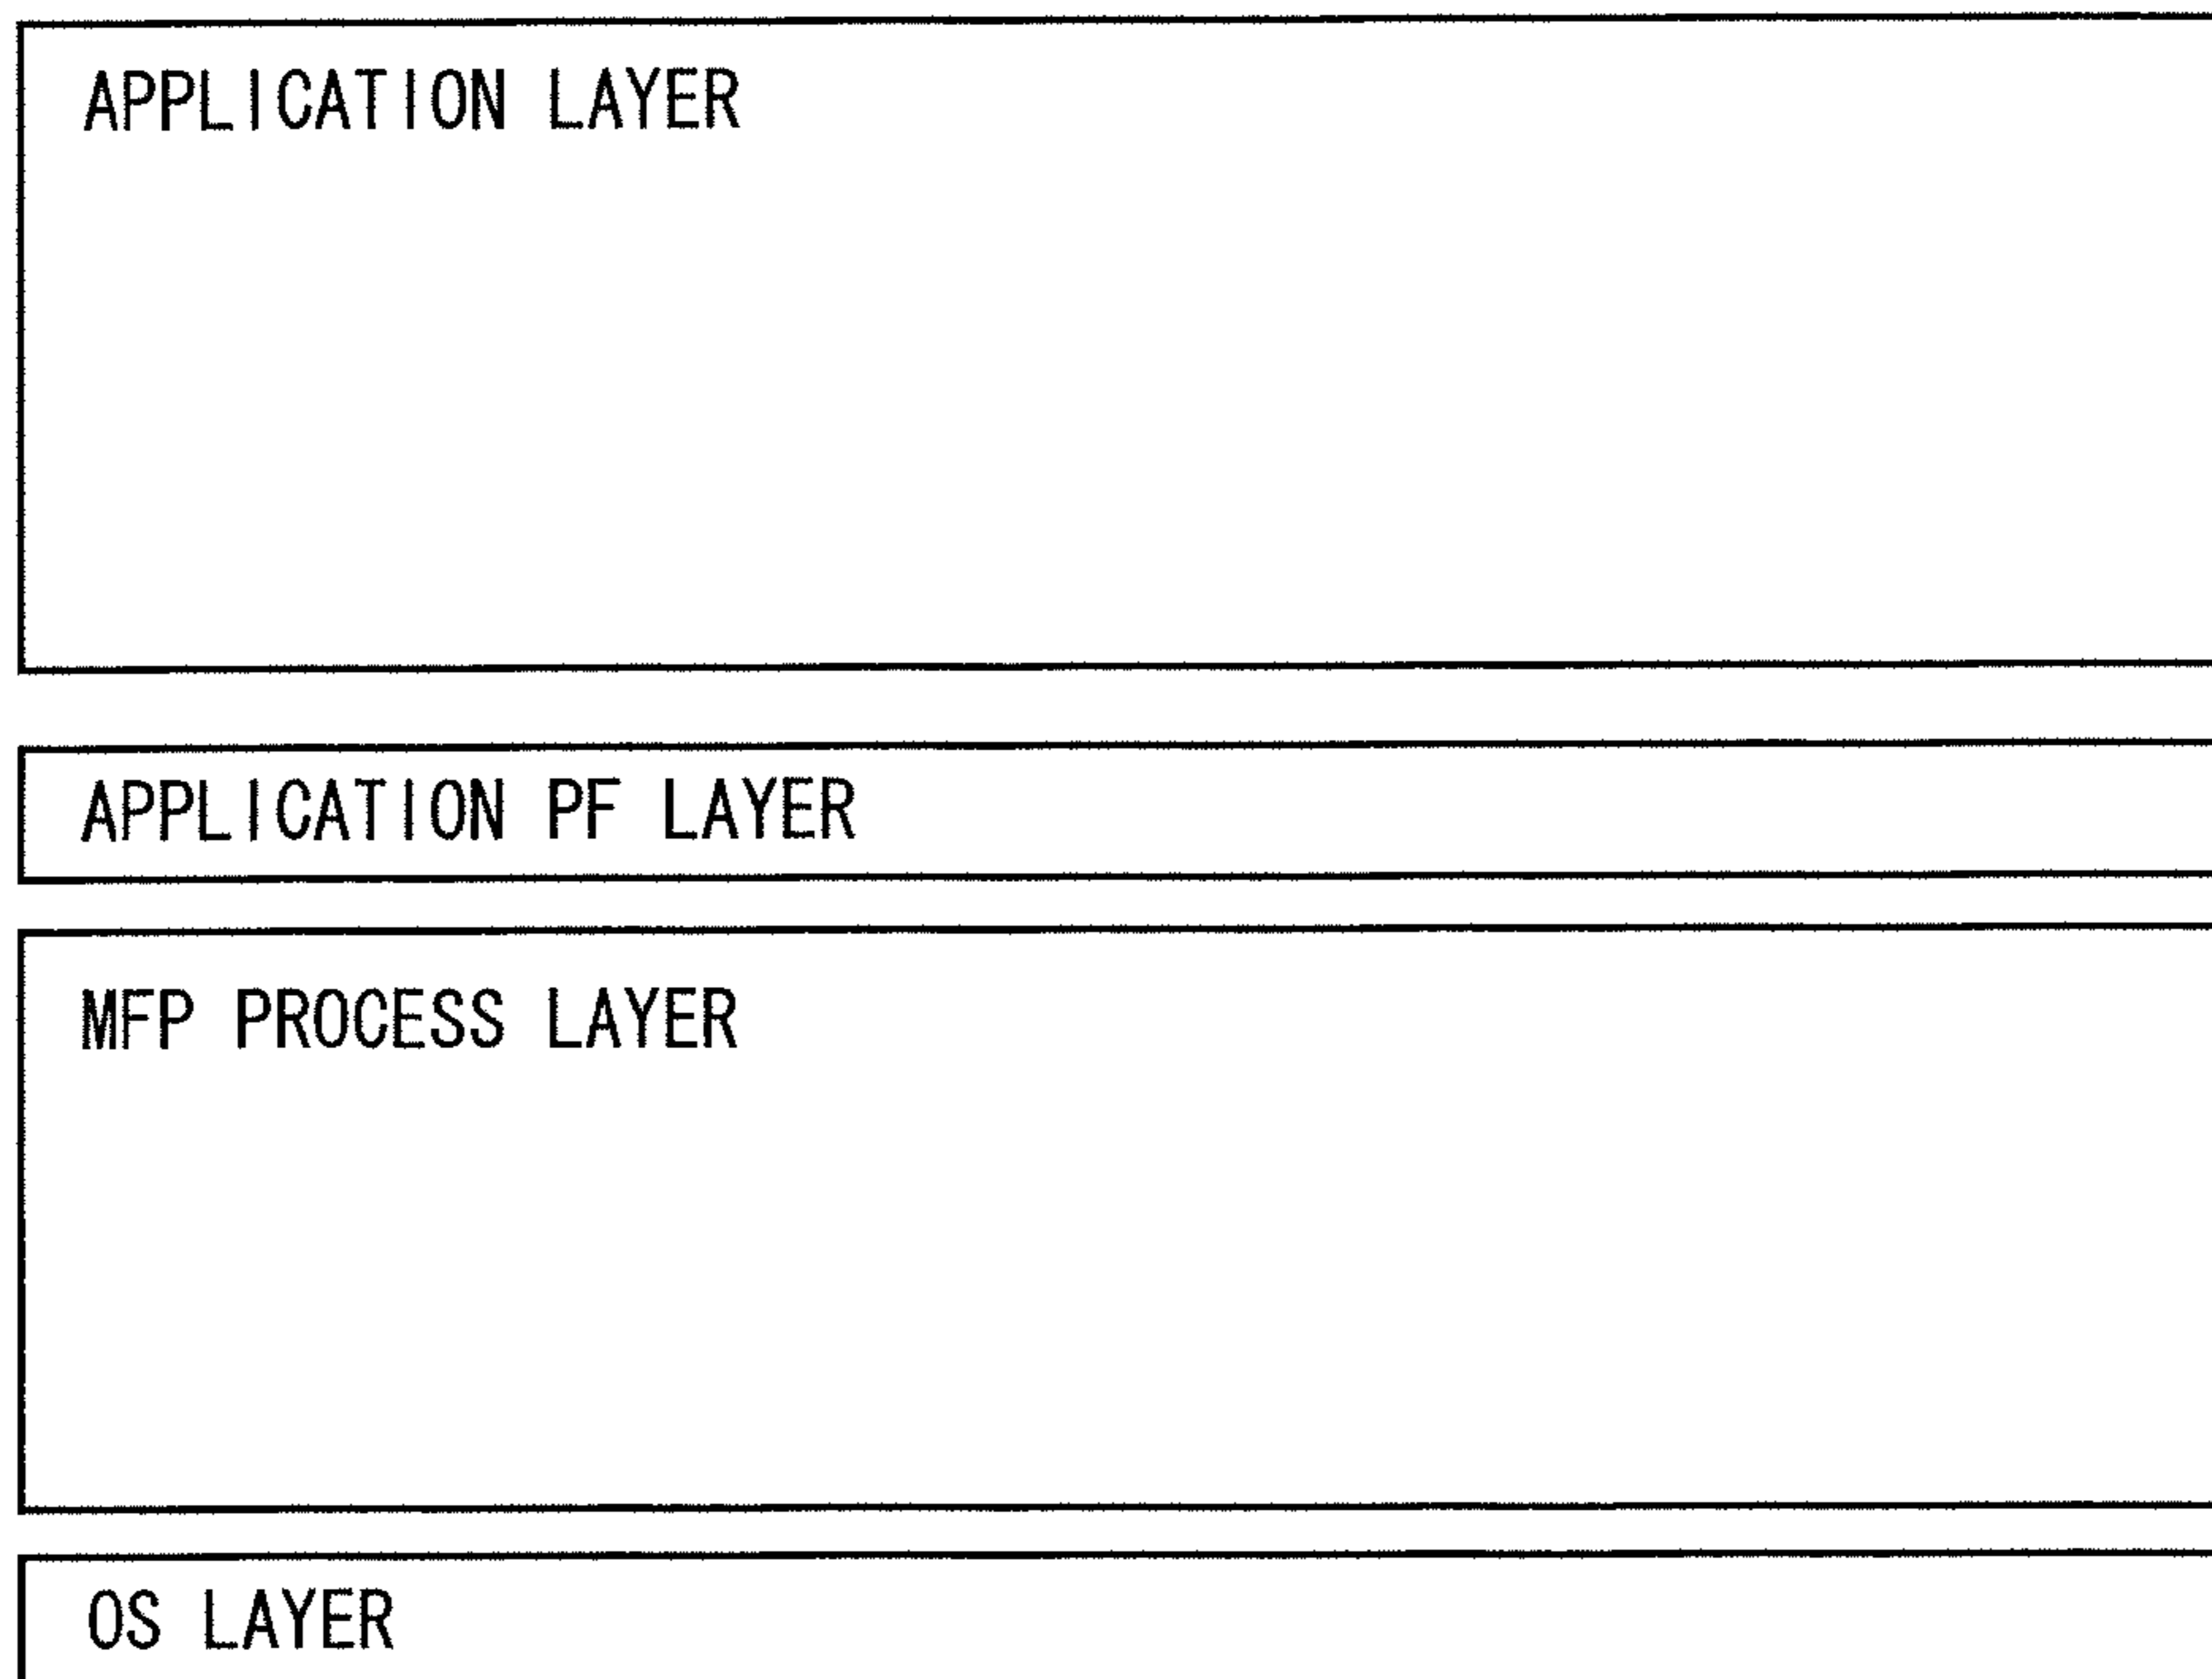 APPLICATION LAYER
APPLICATION PF LAYER
MFP PROCESS LAYER
OS LAYER